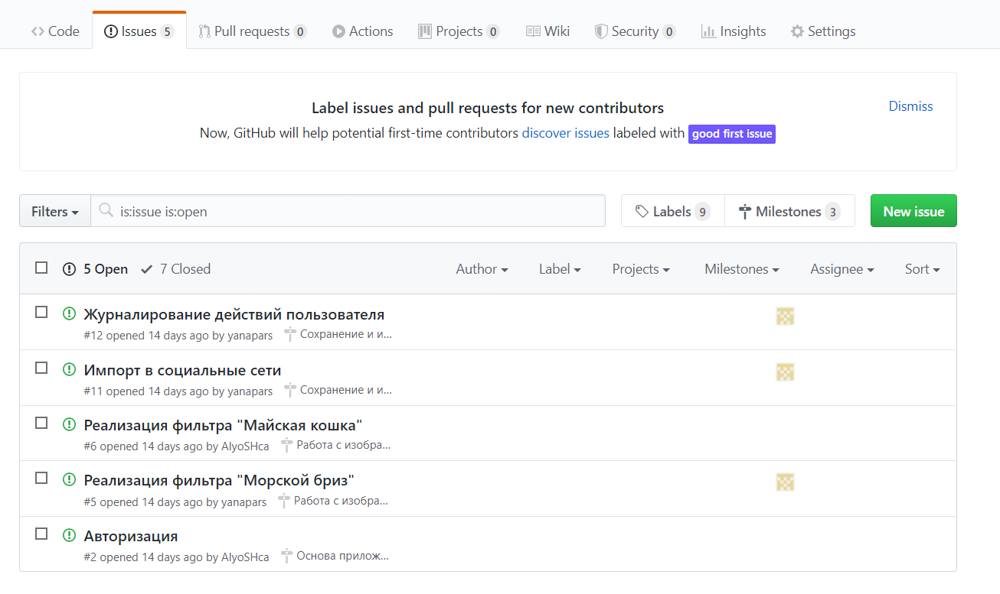 Code Issues 5 Pull requests 0 Actions Projects 0 Wiki Security 0 Insights Settings
Label issues and pull requests for new contributors Dismiss
Now, GitHub will help potential first-time contributors discover issues labeled with good first issue
Filters is:issue is:open Labels 9 Milestones 3 New issue
5 Open 7 Closed Author Label Projects Milestones Assignee Sort
Журналирование действий пользователя
#12 opened 14 days ago by yanapars Сохранение и и...
Импорт в социальные сети
#11 opened 14 days ago by yanapars Сохранение и и...
Реализация фильтра "Майская кошка"
#6 opened 14 days ago by AlyoSHca Работа с изобра...
Реализация фильтра "Морской бриз"
#5 opened 14 days ago by yanapars Работа с изобра...
Авторизация
#2 opened 14 days ago by AlyoSHca Основа прилож...